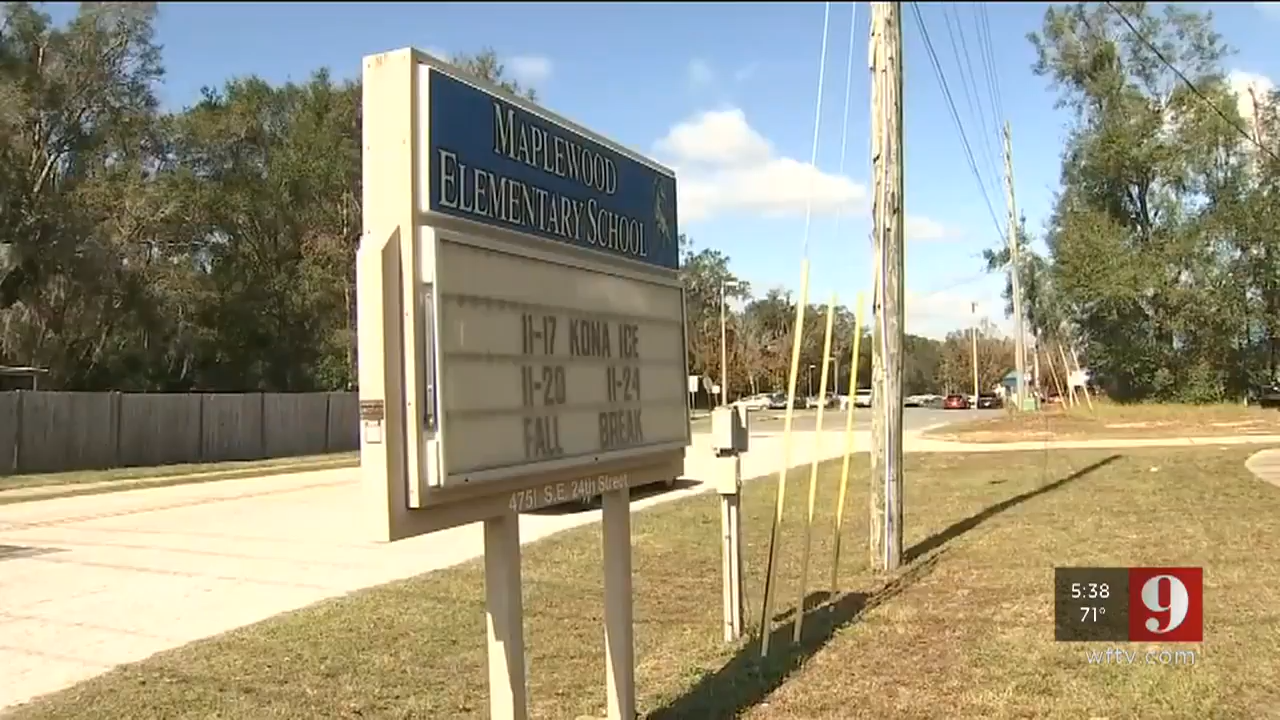 MAPLEWOOD
ELEMENTARY SCHOOL
11-17 KONA ICE
11-20 11-24
FALL BREAK
4751 S.E. 24th Street
5:38
71°
9
wftv.com